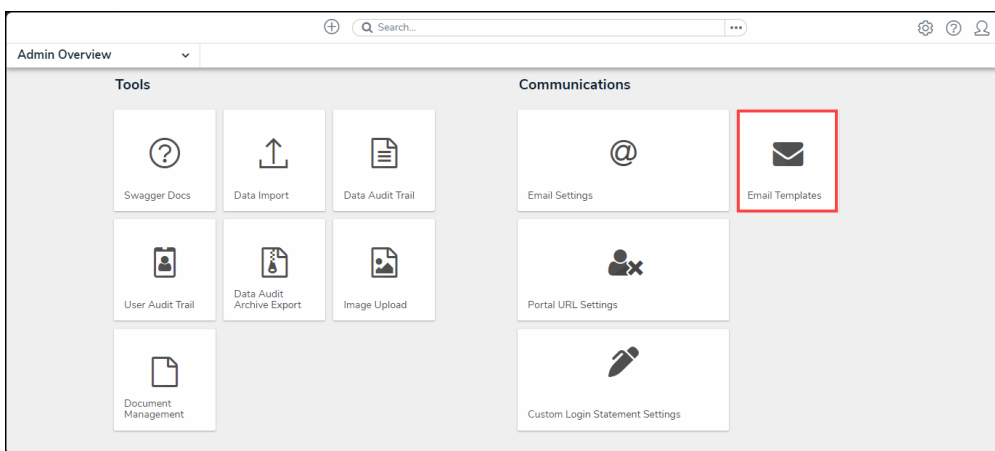 Search...
Admin Overview
Tools
Communications
Swagger Docs
Data Import
Data Audit Trail
Email Settings
Email Templates
User Audit Trail
Data Audit
Archive Export
Image Upload
Portal URL Settings
Document
Management
Custom Login Statement Settings